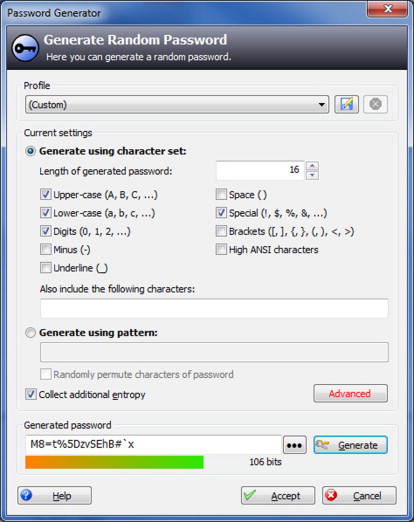 Password Generator
Generate Random Password
Here you can generate a random password.
Profile
(Custom)
Current settings
Generate using character set:
Length of generated password: 16
Upper-case (A, B, C, ...)
Space ( )
Lower-case (a, b, c, ...)
Special (!, $, %, &, ...)
Digits (0, 1, 2, ...)
Brackets ([, ], {, }, (, ), <, >)
Minus (-)
High ANSI characters
Underline (_)
Also include the following characters:
Generate using pattern:
Randomly permute characters of password
Collect additional entropy
Advanced
Generated password
M8=t%5DzvSEhB#`x
Generate
106 bits
Help
Accept
Cancel